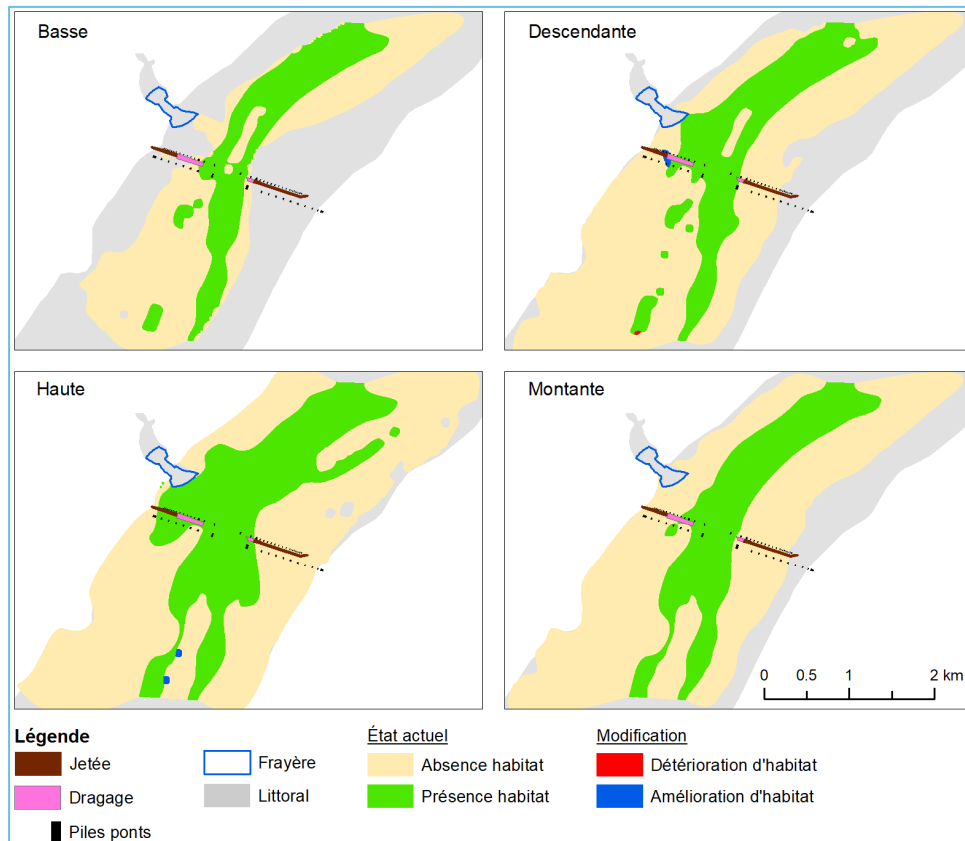 Basse
Descendante
Haute
Montante
0 0.5 1 2 km
Légende
Jetée
Dragage
Piles ponts
Frayère
Littoral
État actuel
Absence habitat
Présence habitat
Modification
Détérioration d'habitat
Amélioration d'habitat